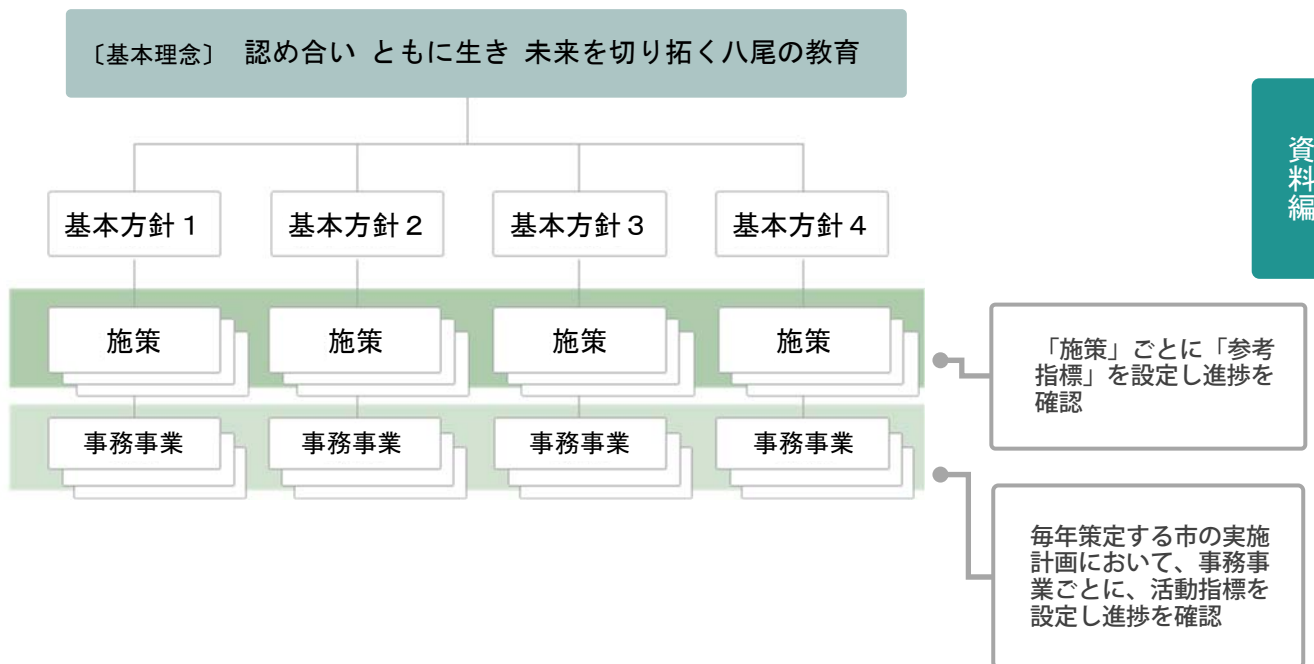 〔基本理念〕 認め合い ともに生き 未来を切り拓く八尾の教育
資料編
基本方針1 基本方針2 基本方針3 基本方針4
施策 施策 施策 施策
「施策」ごとに「参考
指標」を設定し進捗を
確認
事務事業 事務事業 事務事業 事務事業
毎年策定する市の実施
計画において、事務事
業ごとに、活動指標を
設定し進捗を確認